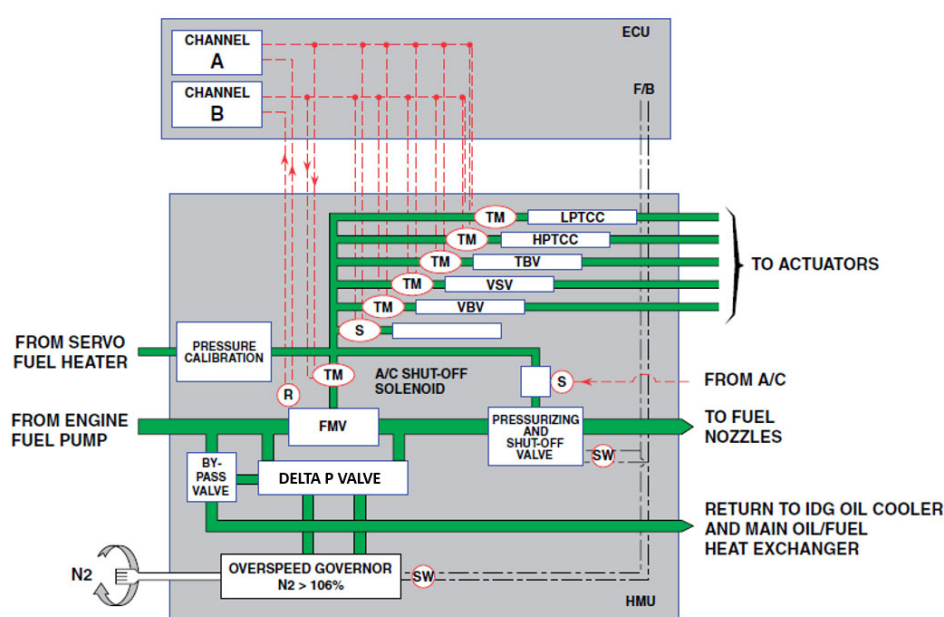 ECU
CHANNEL
A
CHANNEL
B
F/B
TM
LPTCC
TM
HPTCC
TM
TBV
TM
VSV
TM
VBV
S
TO ACTUATORS
FROM SERVO
FUEL HEATER
PRESSURE
CALIBRATION
TM
A/C SHUT-OFF
SOLENOID
S
FROM A/C
R
FROM ENGINE
FUEL PUMP
FMV
PRESSURIZING
AND
SHUT-OFF
VALVE
TO FUEL
NOZZLES
SW
BY-
PASS
VALVE
DELTA P VALVE
RETURN TO IDG OIL COOLER
AND MAIN OIL/FUEL
HEAT EXCHANGER
N2
OVERSPEED GOVERNOR
N2 > 106%
SW
HMU